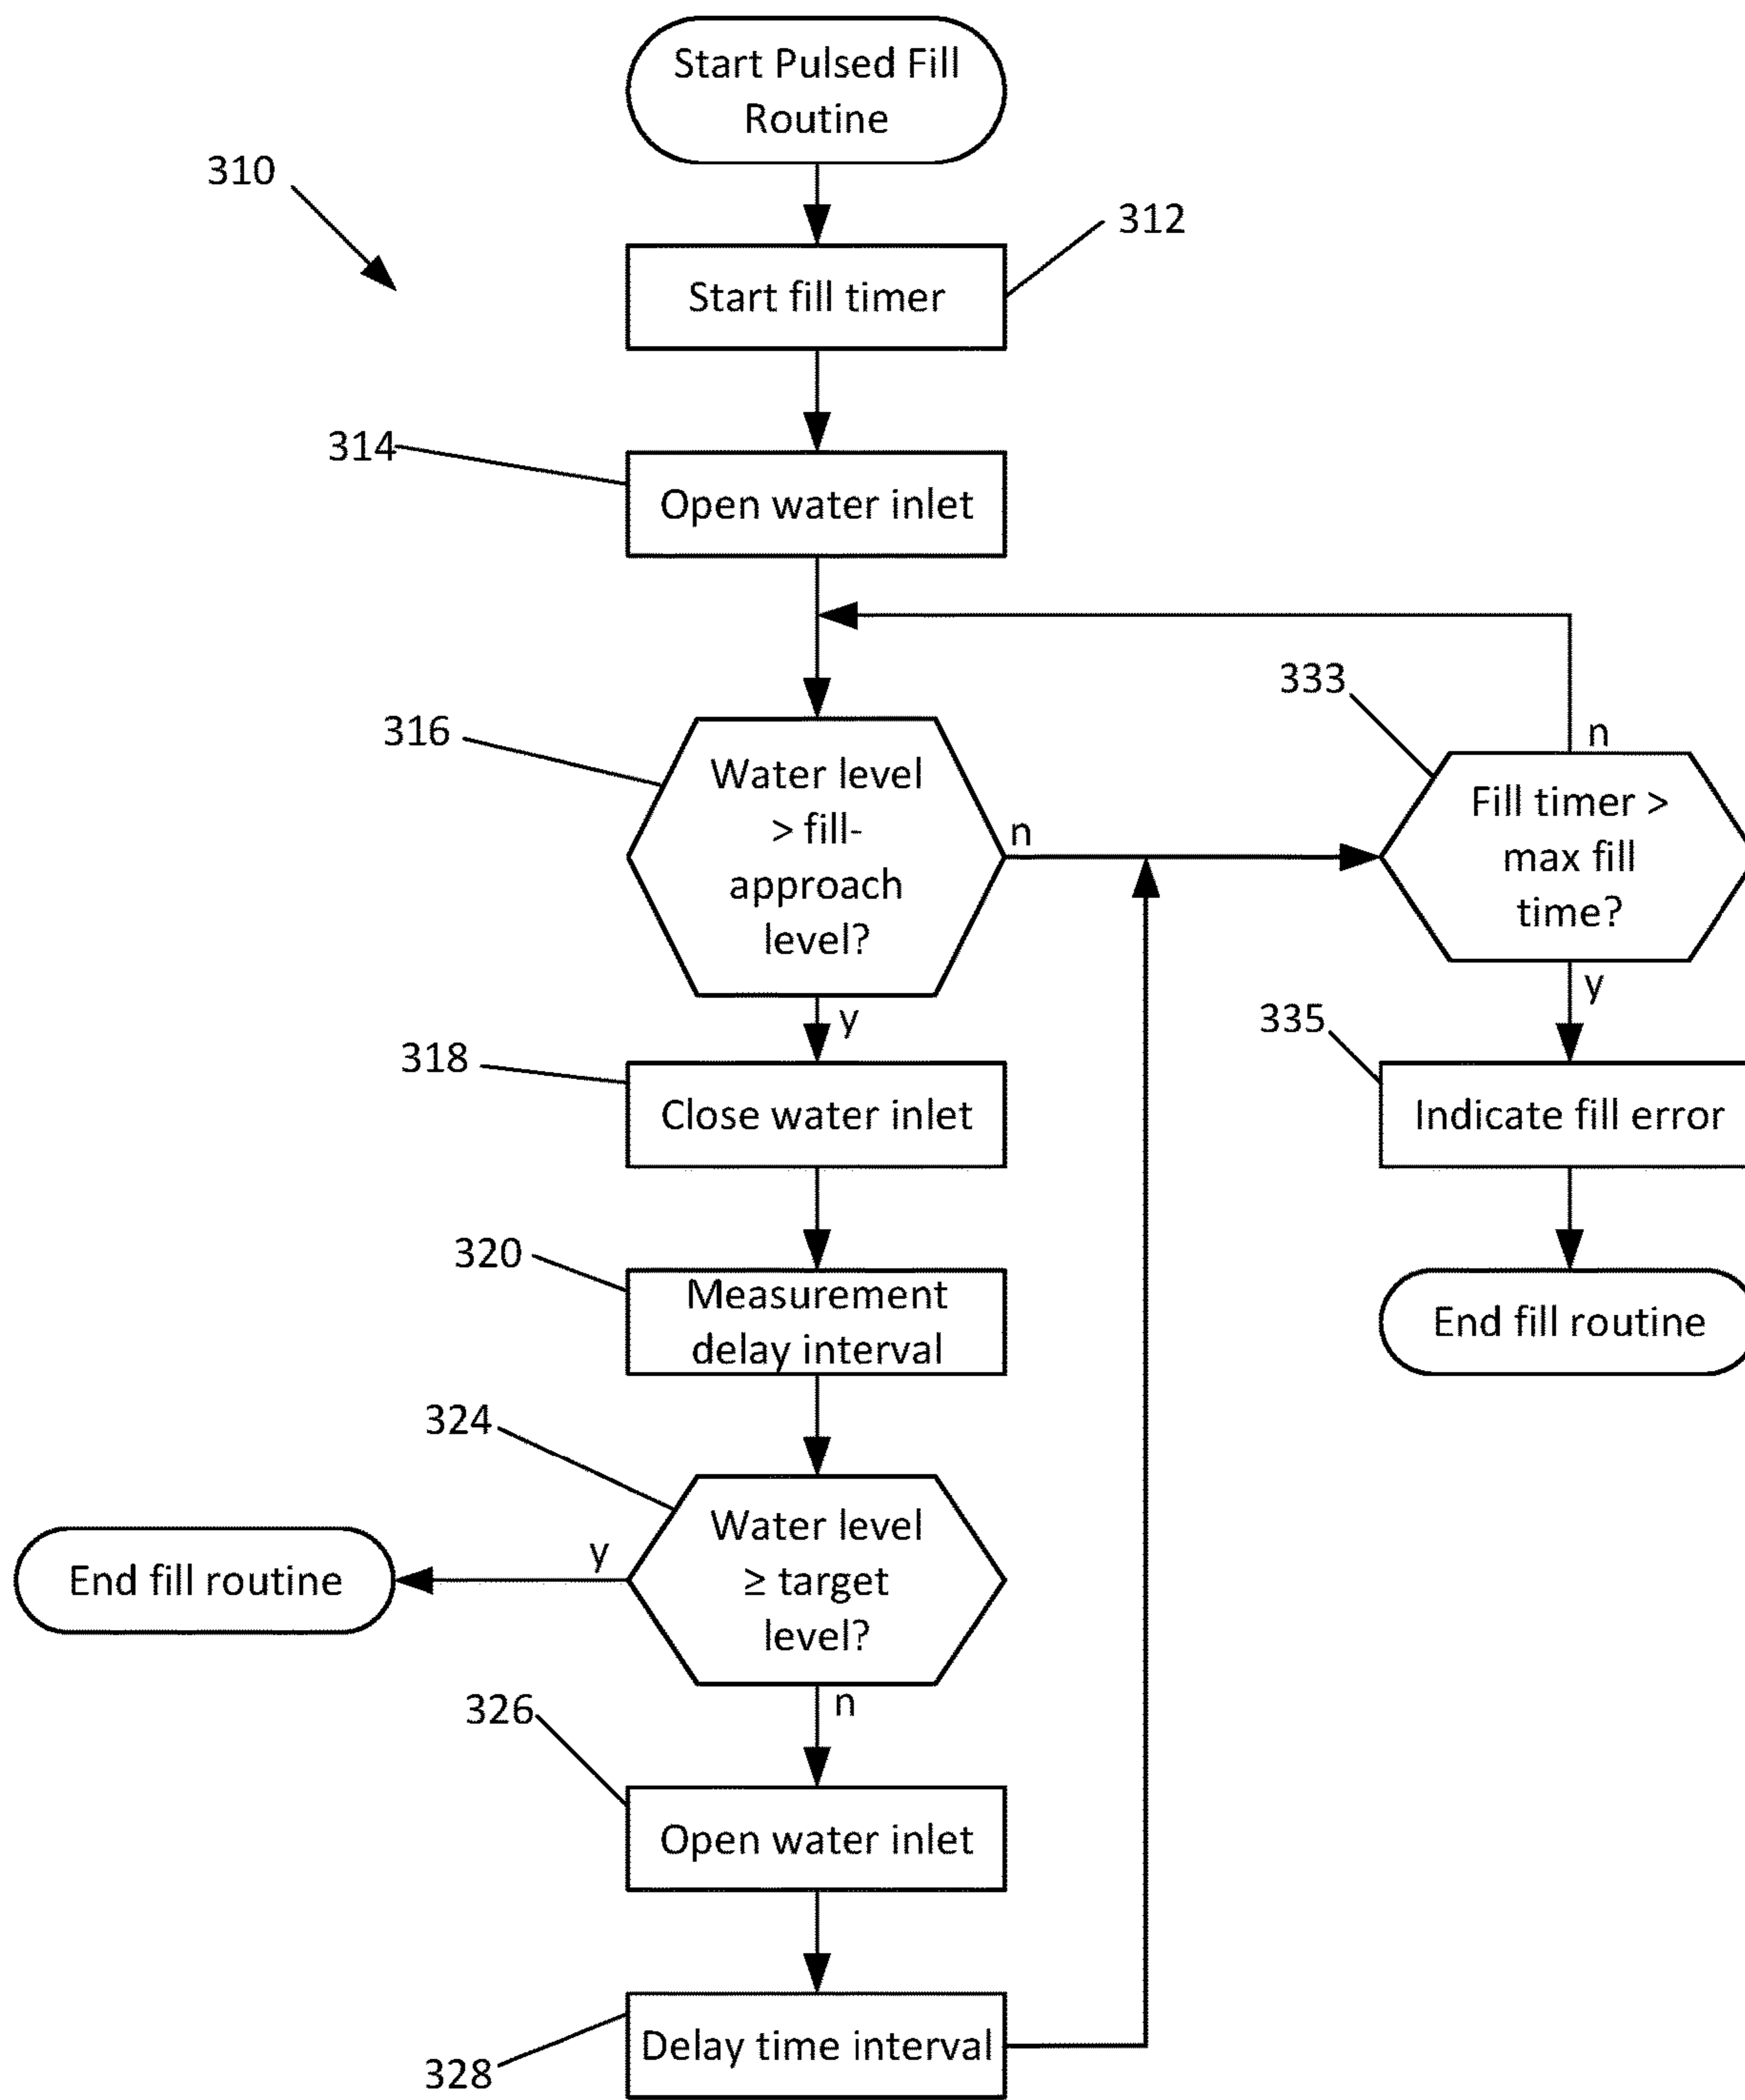 Start Pulsed Fill
Routine
310
312
Start fill timer
314
Open water inlet
333
n
316
Water level
> fill-
approach
level?
n
Fill timer >
max fill
time?
y
y
335
318
Close water inlet
Indicate fill error
320
Measurement
delay interval
End fill routine
324
Water level
≥ target
level?
y
End fill routine
n
326
Open water inlet
Delay time interval
328